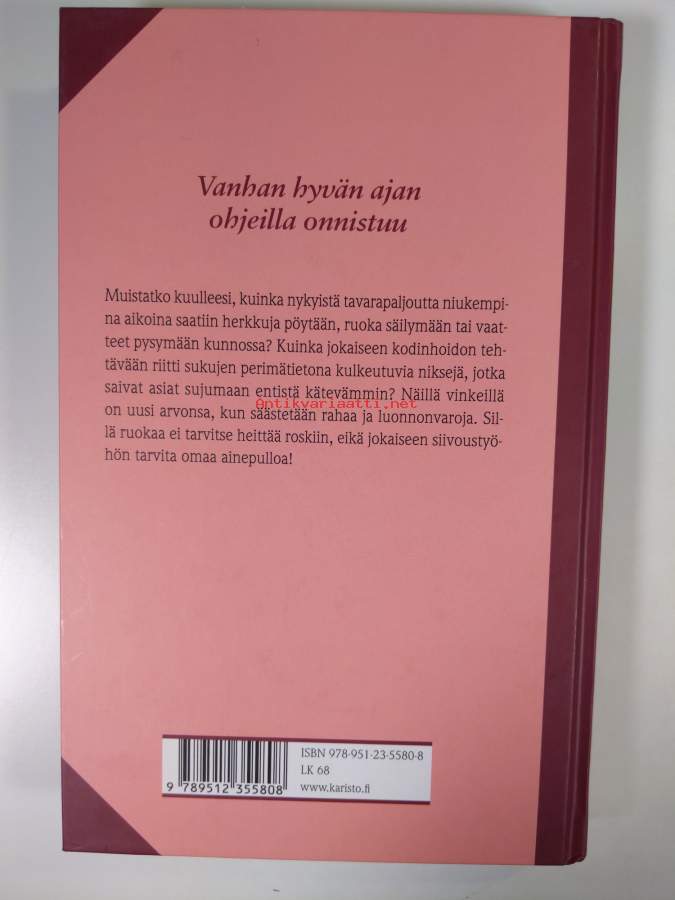 Vanhan hyvän ajan
ohjeilla onnistuu
Muistatko kuulleesi, kuinka nykyistä tavarapaljoutta niukempi-
na aikoina saatiin herkkuja pöytään, ruoka säilymään tai vaat-
teet pysymään kunnossa? Kuinka jokaiseen kodinhoidon teh-
tävään riitti sukujen perimätietona kulkeutuvia niksejä, jotka
saivat asiat sujumaan entistä kätevämmin? Näillä vinkeillä
Antikvariaatti.net
on uusi arvonsa, kun säästetään rahaa ja luonnonvaroja. Sil-
lä ruokaa ei tarvitse heittää roskiin, eikä jokaiseen siivoustyö-
hön tarvita omaa ainepulloa!
ISBN 978-951-23-5580-8
LK 68
www.karisto.fi
9 789512 355808